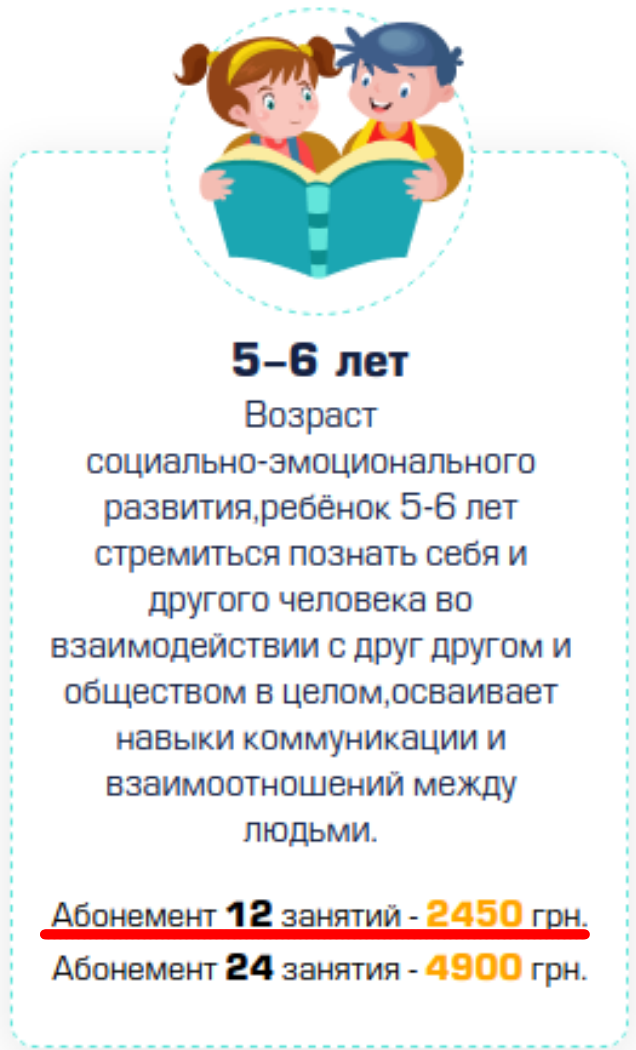 5–6 лет
Возраст
социально-эмоционального
развития,ребёнок 5-6 лет
стремиться познать себя и
другого человека во
взаимодействии с друг другом и
обществом в целом,осваивает
навыки коммуникации и
взаимоотношений между
людьми.
Абонемент 12 занятий - 2450 грн.
Абонемент 24 занятия - 4900 грн.